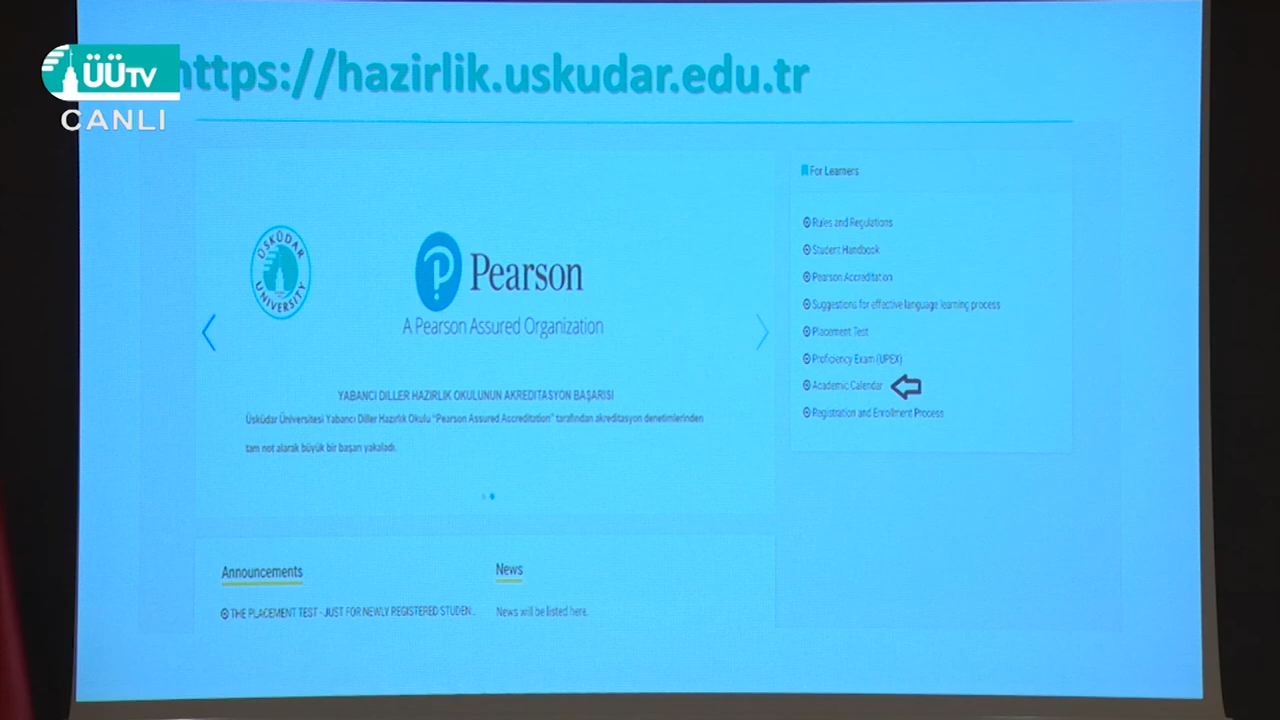 ÜÜTV
CANLI
https://hazirlik.uskudar.edu.tr
ÜSKÜDAR UNIVERSITY
Pearson
A Pearson Assured Organization
YABANCI DİLLER HAZIRLIK OKULUNUN AKREDİTASYON BAŞARISI
Üsküdar Üniversitesi Yabancı Diller Hazırlık Okulu "Pearson Assured Accreditation" tarafından akreditasyon denetimlerinden
tam not alarak büyük bir başarı yakaladı.
For Learners
Rules and Regulations
Student Handbook
Pearson Accreditation
Suggestions for effective language learning process
Placement Test
Proficiency Exam (UPEX)
Academic Calendar
Registration and Enrollment Process
Announcements
THE PLACEMENT TEST - JUST FOR NEWLY REGISTERED STUDEN...
News
News will be listed here.